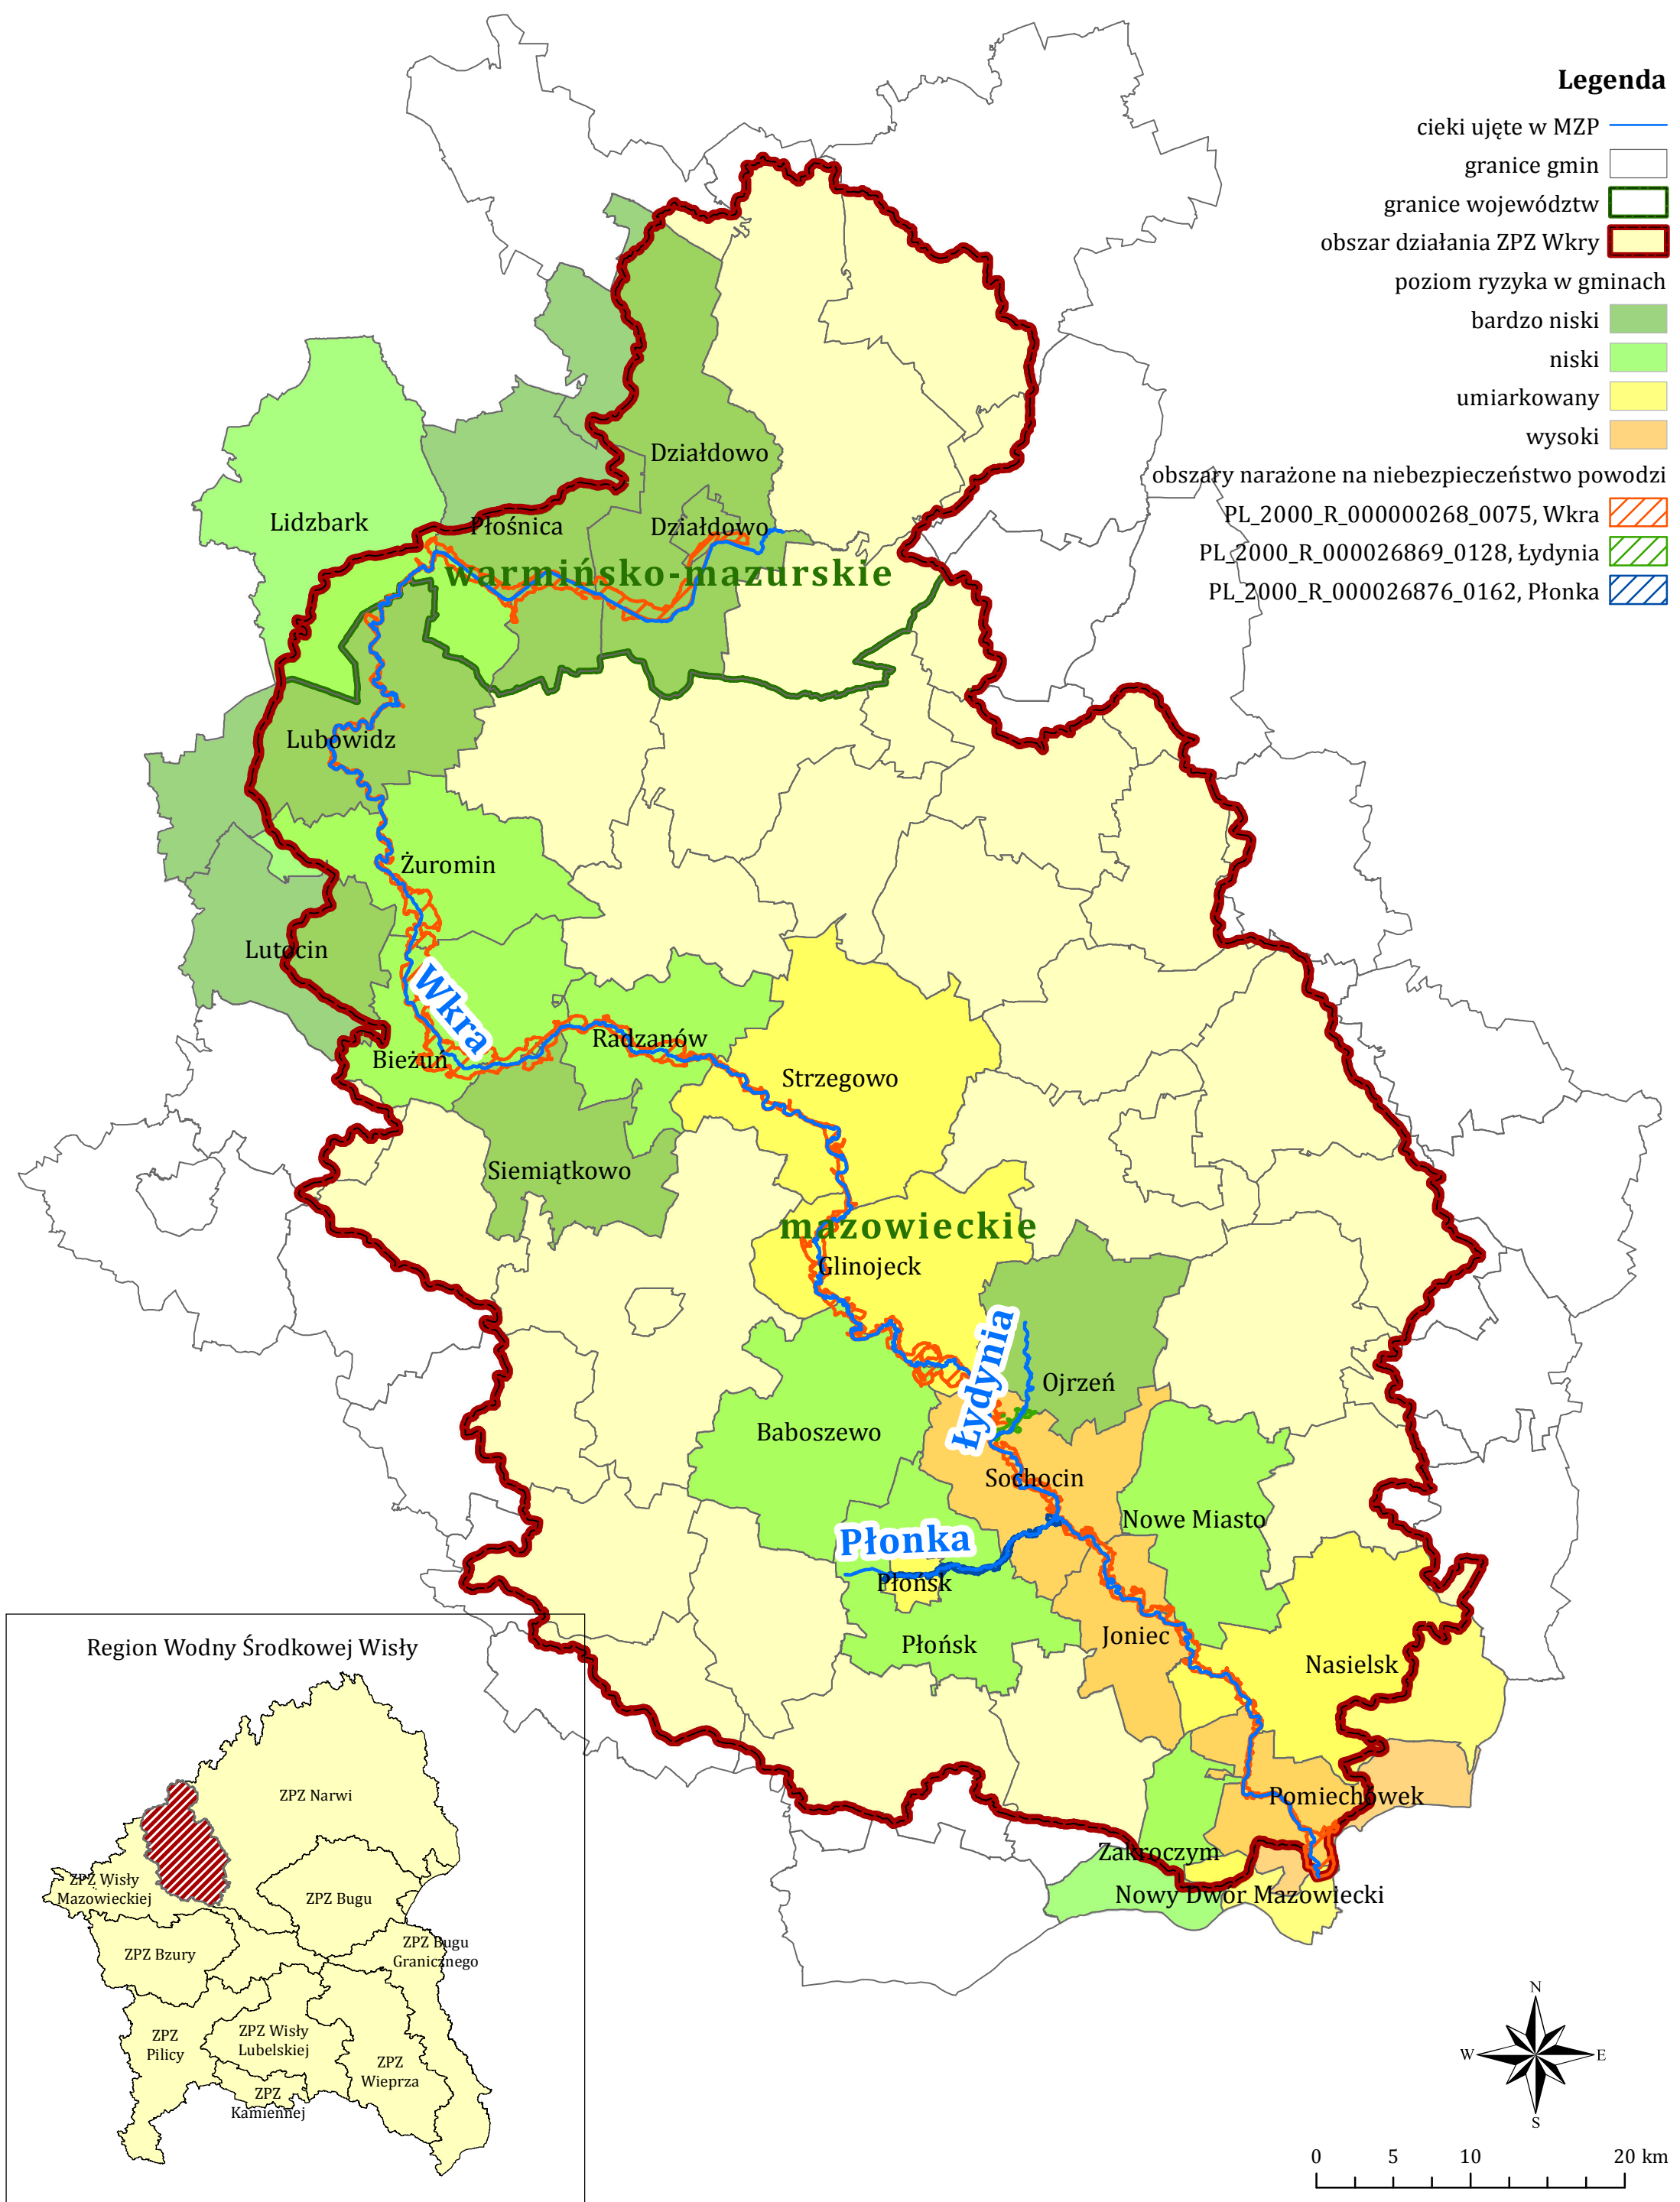 Legenda
cieki ujęte w MZP
granice gmin
granice województw
obszar działania ZPZ Wkry
poziom ryzyka w gminach
bardzo niski
niski
umiarkowany
wysoki
obszary narażone na niebezpieczeństwo powodzi
PL_2000_R_000000268_0075, Wkra
PL_2000_R_000026869_0128, Łydynia
PL_2000_R_000026876_0162, Płonka
Działdowo
Lidzbark
Płośnica
Działdowo
warmińsko-mazurskie
Lubowidz
Żuromin
Lutocin
Wkra
Bieżuń
Radzanów
Strzegowo
Siemiątkowo
mazowieckie
Glinojeck
Łydynia
Ojrzeń
Baboszewo
Sochocin
Nowe Miasto
Płonka
Płońsk
Płońsk
Joniec
Nasielsk
Pomiechówek
Zakroczym
Nowy Dwór Mazowiecki
Region Wodny Środkowej Wisły
ZPZ Narwi
ZPZ Wisły
Mazowieckiej
ZPZ Bugu
ZPZ Bzury
ZPZ Bugu
Granicznego
ZPZ
Pilicy
ZPZ Wisły
Lubelskiej
ZPZ
Wieprza
ZPZ
Kamiennej
N
W
E
S
0 5 10 20 km